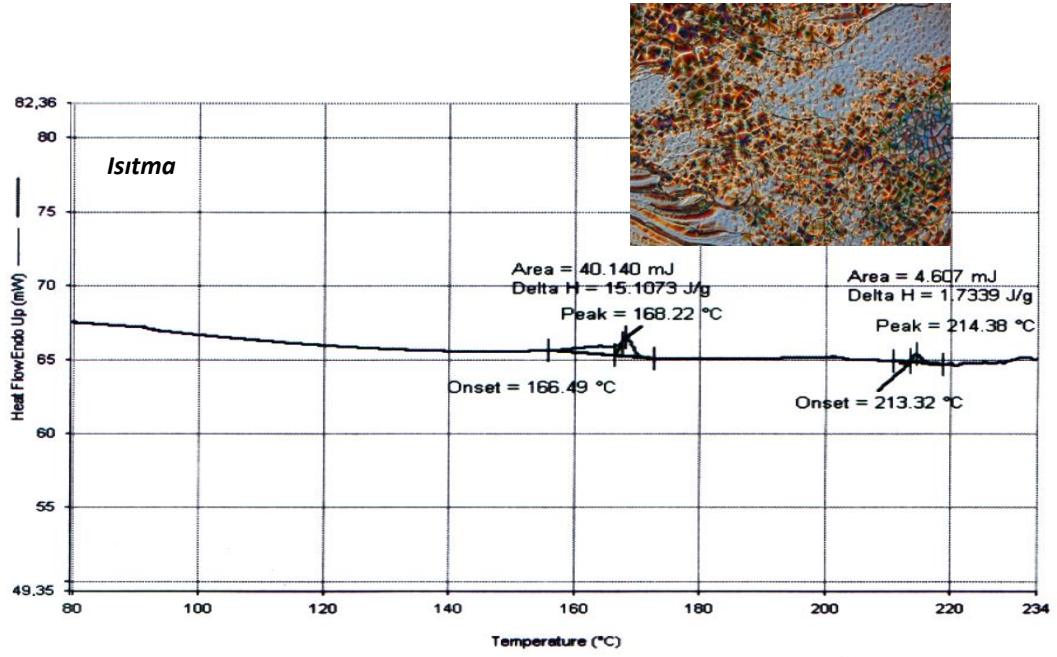 82,36
80
75
70
65
60
55
49.35
Heat Flow Endo Up (mW)
Isıtma
Area = 40.140 mJ
Delta H = 15.1073 J/g
Peak = 168.22 °C
Onset = 166.49 °C
Area = 4.607 mJ
Delta H = 1.7339 J/g
Peak = 214.38 °C
Onset = 213.32 °C
80 100 120 140 160 180 200 220 234
Temperature (°C)